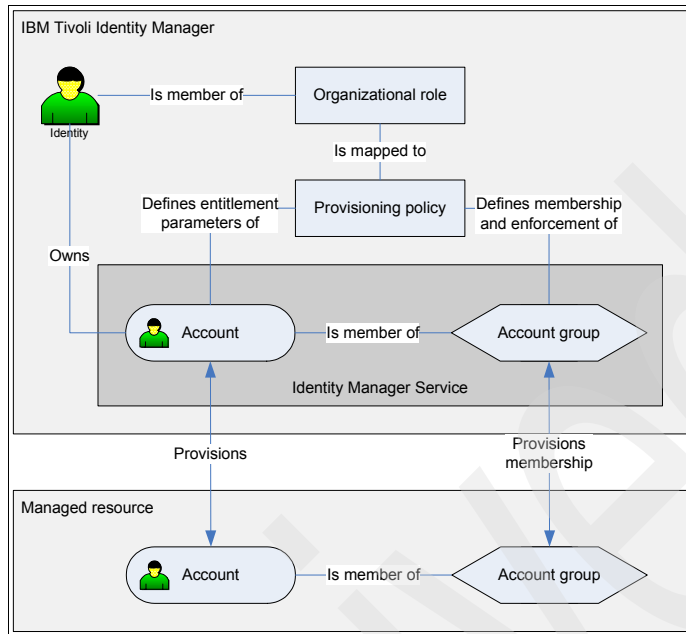 IBM Tivoli Identity Manager
Is member of
Organizational role
Identity
Is mapped to
Defines entitlement
parameters of
Provisioning policy
Defines membership
and enforcement of
Owns
Account
Is member of
Account group
Identity Manager Service
Provisions
Provisions
membership
Managed resource
Account
Is member of
Account group